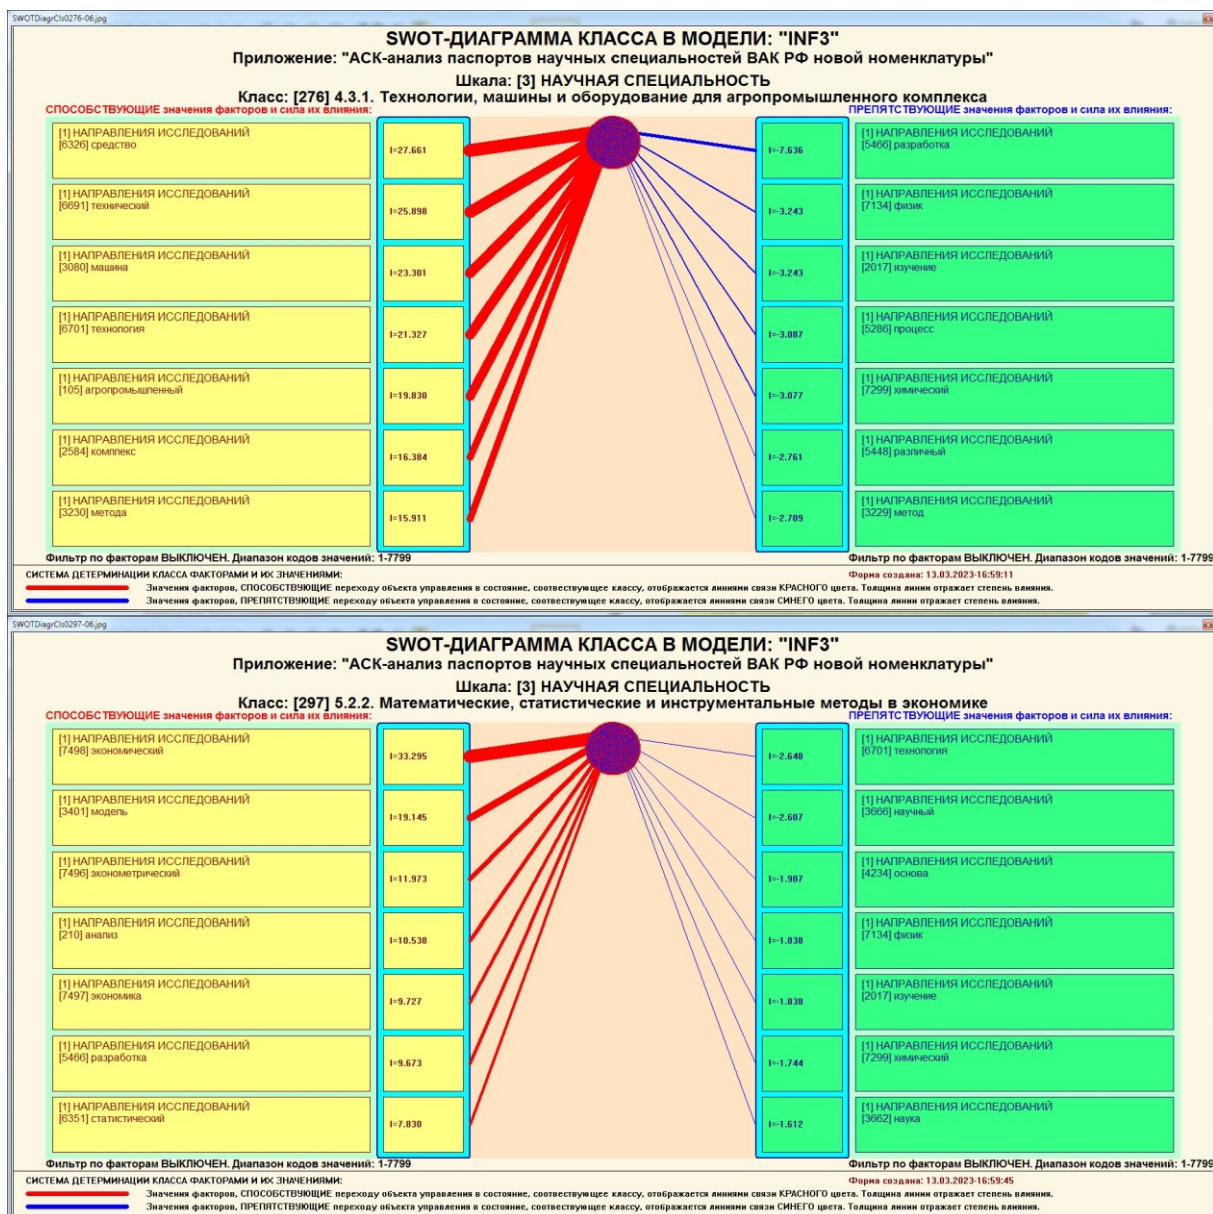 SWOTDiagrCls0276-06.jpg
SWOT-ДИАГРАММА КЛАССА В МОДЕЛИ: "INF3"
Приложение: "АСК-анализ паспортов научных специальностей ВАК РФ новой номенклатуры"
Шкала: [3] НАУЧНАЯ СПЕЦИАЛЬНОСТЬ
Класс: [276] 4.3.1. Технологии, машины и оборудование для агропромышленного комплекса
СПОСОБСТВУЮЩИЕ значения факторов и сила их влияния:
ПРЕПЯТСТВУЮЩИЕ значения факторов и сила их влияния:
[1] НАПРАВЛЕНИЯ ИССЛЕДОВАНИЙ
[6326] средство
I=27.661
I=-7.636
[1] НАПРАВЛЕНИЯ ИССЛЕДОВАНИЙ
[5466] разработка
[1] НАПРАВЛЕНИЯ ИССЛЕДОВАНИЙ
[6691] технический
I=25.898
I=-3.243
[1] НАПРАВЛЕНИЯ ИССЛЕДОВАНИЙ
[7134] физик
[1] НАПРАВЛЕНИЯ ИССЛЕДОВАНИЙ
[3080] машина
I=23.301
I=-3.243
[1] НАПРАВЛЕНИЯ ИССЛЕДОВАНИЙ
[2017] изучение
[1] НАПРАВЛЕНИЯ ИССЛЕДОВАНИЙ
[6701] технология
I=21.327
I=-3.087
[1] НАПРАВЛЕНИЯ ИССЛЕДОВАНИЙ
[5286] процесс
[1] НАПРАВЛЕНИЯ ИССЛЕДОВАНИЙ
[105] агропромышленный
I=19.830
I=-3.077
[1] НАПРАВЛЕНИЯ ИССЛЕДОВАНИЙ
[7299] химический
[1] НАПРАВЛЕНИЯ ИССЛЕДОВАНИЙ
[2584] комплекс
I=16.384
I=-2.761
[1] НАПРАВЛЕНИЯ ИССЛЕДОВАНИЙ
[5448] различный
[1] НАПРАВЛЕНИЯ ИССЛЕДОВАНИЙ
[3230] метода
I=15.911
I=-2.709
[1] НАПРАВЛЕНИЯ ИССЛЕДОВАНИЙ
[3229] метод
Фильтр по факторам ВЫКЛЮЧЕН. Диапазон кодов значений: 1-7799
Фильтр по факторам ВЫКЛЮЧЕН. Диапазон кодов значений: 1-7799
СИСТЕМА ДЕТЕРМИНАЦИИ КЛАССА ФАКТОРАМИ И ИХ ЗНАЧЕНИЯМИ:
Форма создана: 13.03.2023-16:59:11
Значения факторов, СПОСОБСТВУЮЩИЕ переходу объекта управления в состояние, соотвествующее классу, отображается линиями связи КРАСНОГО цвета. Толщина линии отражает степень влияния.
Значения факторов, ПРЕПЯТСТВУЮЩИЕ переходу объекта управления в состояние, соотвествующее классу, отображается линиями связи СИНЕГО цвета. Толщина линии отражает степень влияния.
SWOTDiagrCls0297-06.jpg
SWOT-ДИАГРАММА КЛАССА В МОДЕЛИ: "INF3"
Приложение: "АСК-анализ паспортов научных специальностей ВАК РФ новой номенклатуры"
Шкала: [3] НАУЧНАЯ СПЕЦИАЛЬНОСТЬ
Класс: [297] 5.2.2. Математические, статистические и инструментальные методы в экономике
СПОСОБСТВУЮЩИЕ значения факторов и сила их влияния:
ПРЕПЯТСТВУЮЩИЕ значения факторов и сила их влияния:
[1] НАПРАВЛЕНИЯ ИССЛЕДОВАНИЙ
[7498] экономический
I=33.295
I=-2.648
[1] НАПРАВЛЕНИЯ ИССЛЕДОВАНИЙ
[6701] технология
[1] НАПРАВЛЕНИЯ ИССЛЕДОВАНИЙ
[3401] модель
I=19.145
I=-2.607
[1] НАПРАВЛЕНИЯ ИССЛЕДОВАНИЙ
[3666] научный
[1] НАПРАВЛЕНИЯ ИССЛЕДОВАНИЙ
[7496] эконометрический
I=11.973
I=-1.907
[1] НАПРАВЛЕНИЯ ИССЛЕДОВАНИЙ
[4234] основа
[1] НАПРАВЛЕНИЯ ИССЛЕДОВАНИЙ
[210] анализ
I=10.538
I=-1.838
[1] НАПРАВЛЕНИЯ ИССЛЕДОВАНИЙ
[7134] физик
[1] НАПРАВЛЕНИЯ ИССЛЕДОВАНИЙ
[7497] экономика
I=9.727
I=-1.838
[1] НАПРАВЛЕНИЯ ИССЛЕДОВАНИЙ
[2017] изучение
[1] НАПРАВЛЕНИЯ ИССЛЕДОВАНИЙ
[5466] разработка
I=9.673
I=-1.744
[1] НАПРАВЛЕНИЯ ИССЛЕДОВАНИЙ
[7299] химический
[1] НАПРАВЛЕНИЯ ИССЛЕДОВАНИЙ
[6351] статистический
I=7.830
I=-1.612
[1] НАПРАВЛЕНИЯ ИССЛЕДОВАНИЙ
[3662] наука
Фильтр по факторам ВЫКЛЮЧЕН. Диапазон кодов значений: 1-7799
Фильтр по факторам ВЫКЛЮЧЕН. Диапазон кодов значений: 1-7799
СИСТЕМА ДЕТЕРМИНАЦИИ КЛАССА ФАКТОРАМИ И ИХ ЗНАЧЕНИЯМИ:
Форма создана: 13.03.2023-16:59:45
Значения факторов, СПОСОБСТВУЮЩИЕ переходу объекта управления в состояние, соотвествующее классу, отображается линиями связи КРАСНОГО цвета. Толщина линии отражает степень влияния.
Значения факторов, ПРЕПЯТСТВУЮЩИЕ переходу объекта управления в состояние, соотвествующее классу, отображается линиями связи СИНЕГО цвета. Толщина линии отражает степень влияния.